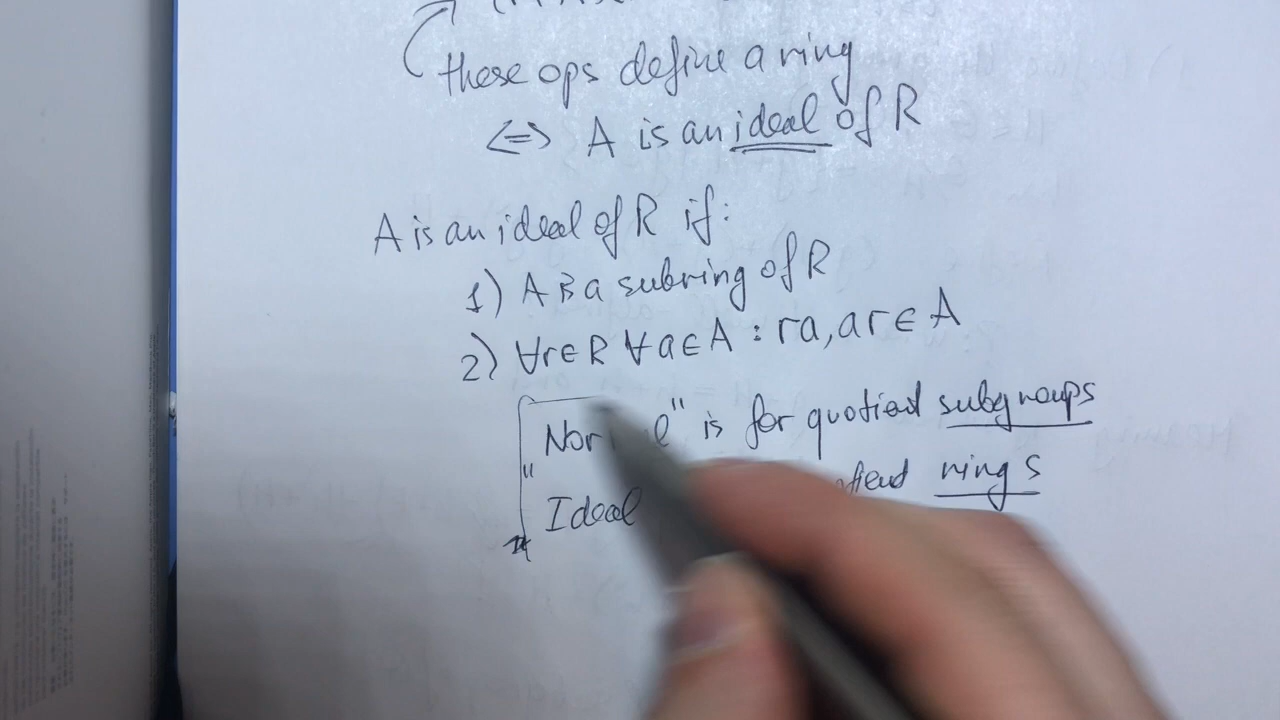 these ops define a ring
<=> A is an ideal of R
A is an ideal of R if:
1) A is a subring of R
2) ∀r∈R ∀a∈A : ra, ar ∈ A
" is for quotient subgroups
"
Ideal rings